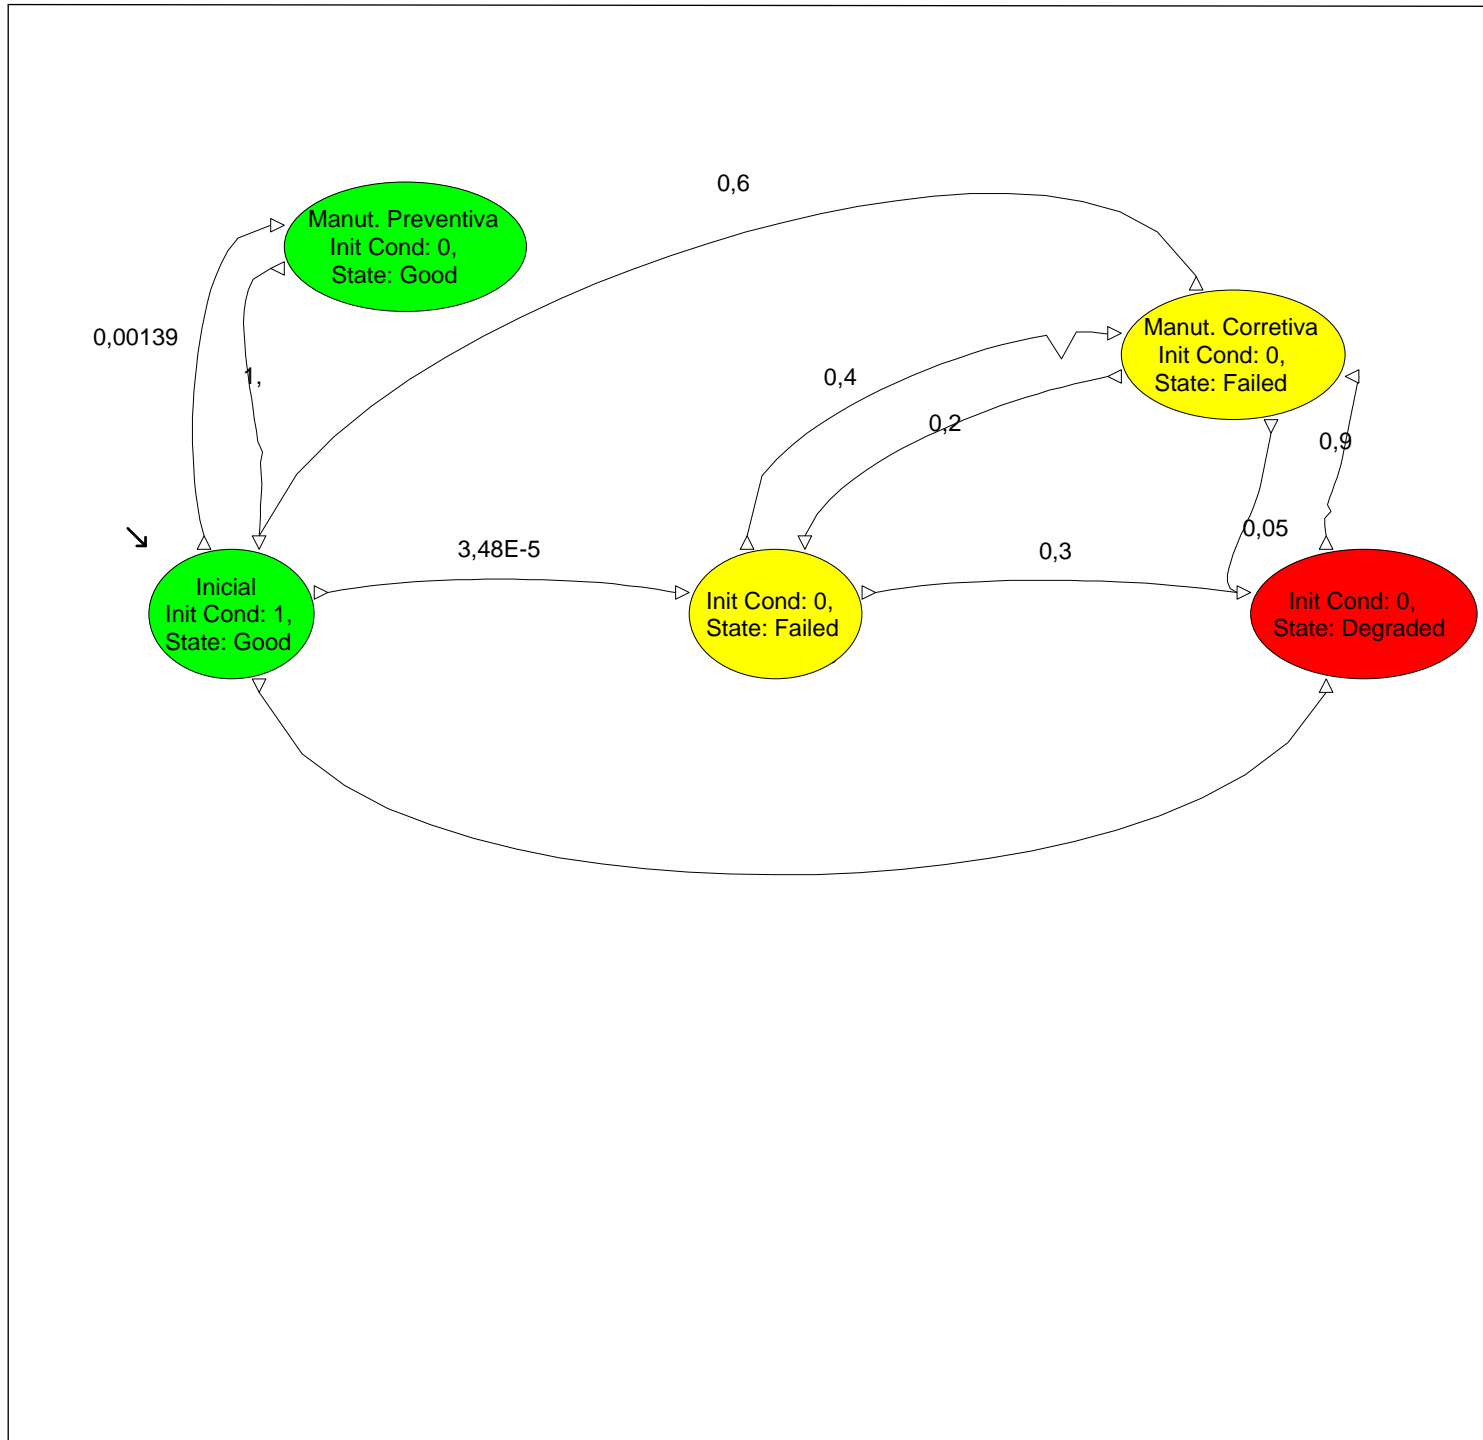 0,6
Manut. Preventiva
Init Cond: 0,
State: Good
0,00139
1,
Manut. Corretiva
Init Cond: 0,
State: Failed
0,4
0,2
0,9
0,05
3,48E-5
0,3
Inicial
Init Cond: 1,
State: Good
Init Cond: 0,
State: Failed
Init Cond: 0,
State: Degraded